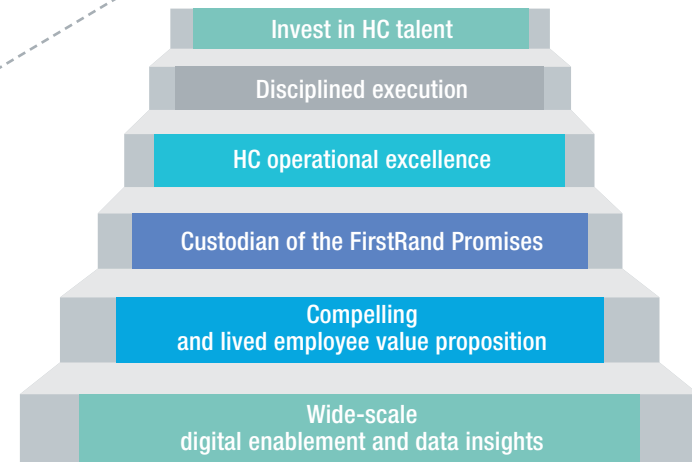 Invest in HC talent
Disciplined execution
HC operational excellence
Custodian of the FirstRand Promises
Compelling
and lived employee value proposition
Wide-scale
digital enablement and data insights